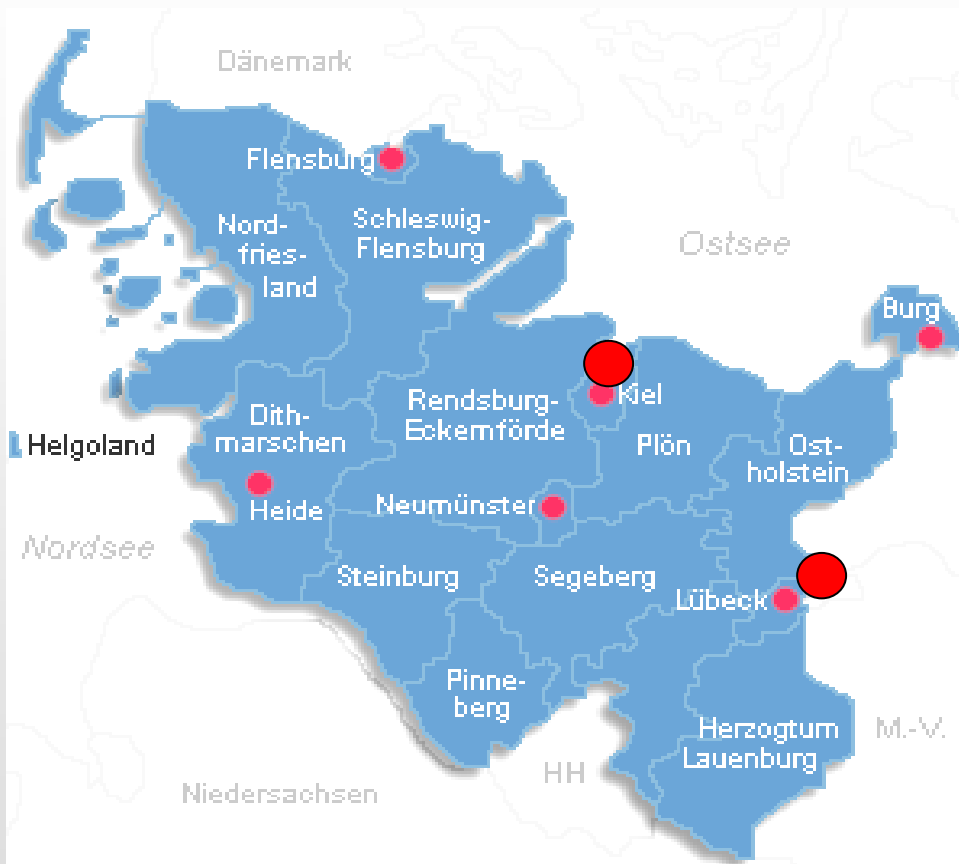 Dänemark
Flensburg
Schleswig-
Flensburg
Nord-
fries-
land
Ostsee
Burg
Kiel
Rendsburg-
Eckernförde
Dith-
marschen
Plön
Ost-
holstein
Helgoland
Heide
Neumünster
Nordsee
Steinburg
Segeberg
Lübeck
Pinne-
berg
Herzogtum
Lauenburg
M.-V.
HH
Niedersachsen